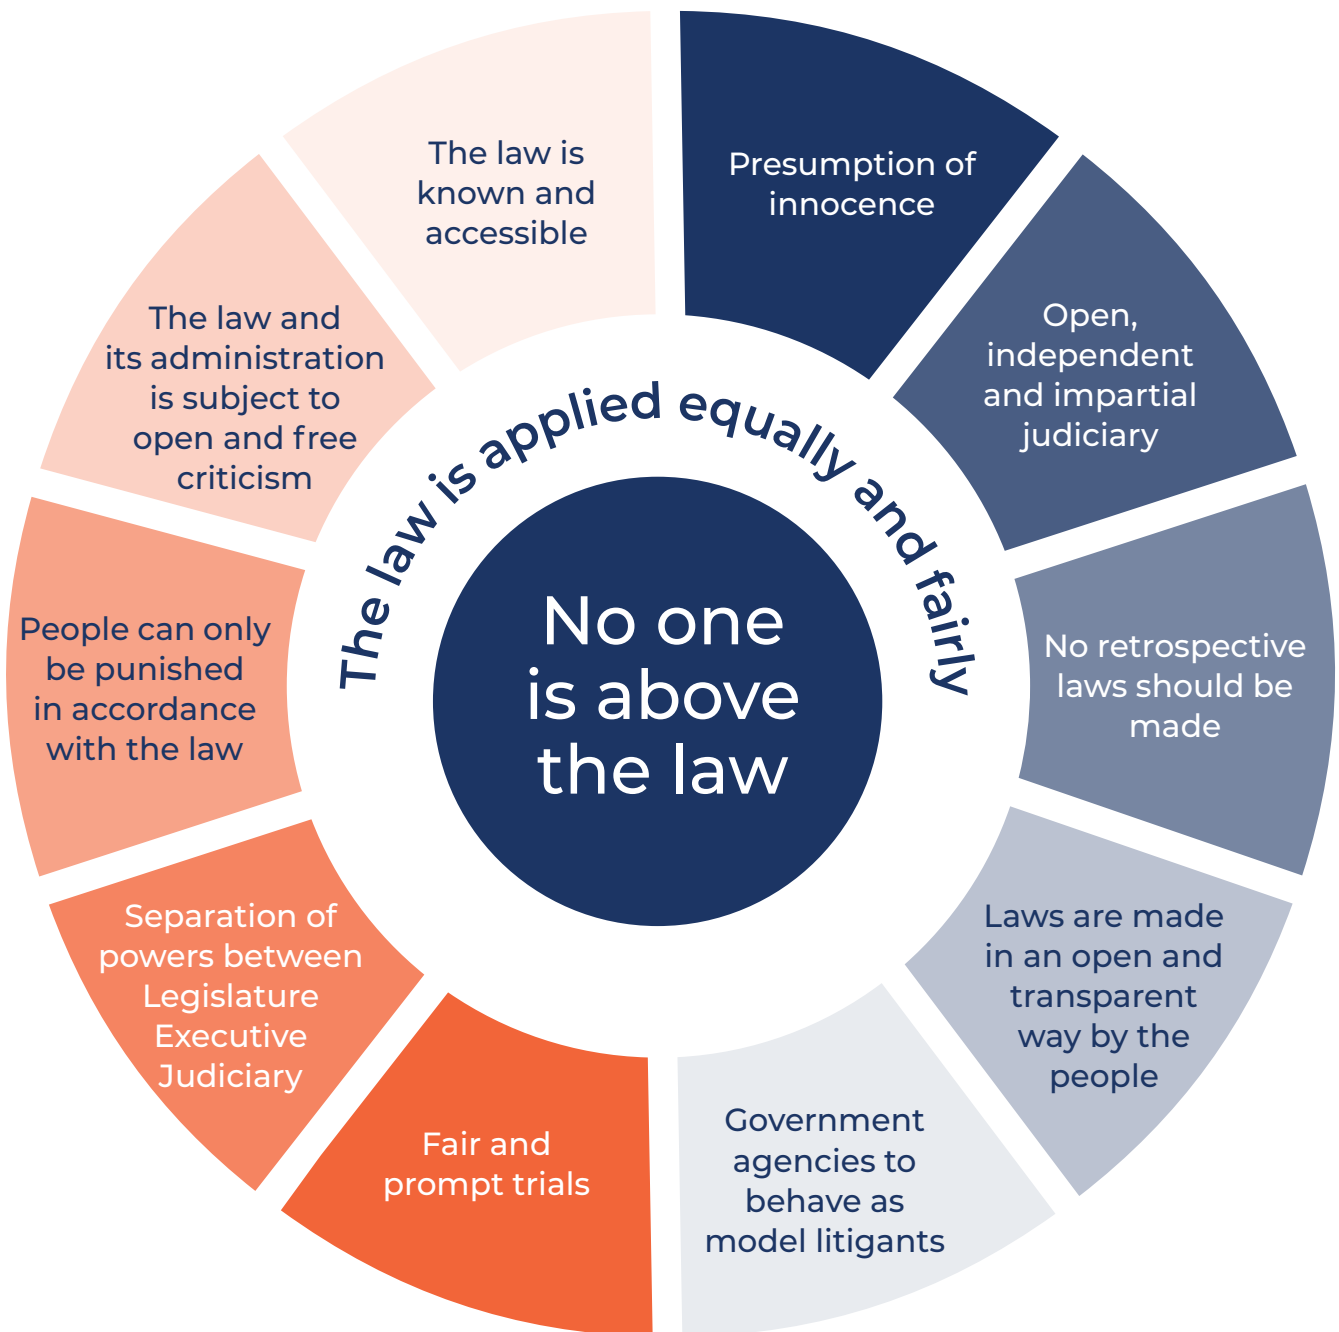 The law is
known and
accessible
Presumption of
innocence
Open,
independent
and impartial
judiciary
No retrospective
laws should be
made
Laws are made
in an open and
transparent
way by the
people
Government
agencies to
behave as
model litigants
Fair and
prompt trials
Separation of
powers between
Legislature
Executive
Judiciary
People can only
be punished
in accordance
with the law
The law and
its administration
is subject to
open and free
criticism
The law is applied equally and fairly
No one
is above
the law